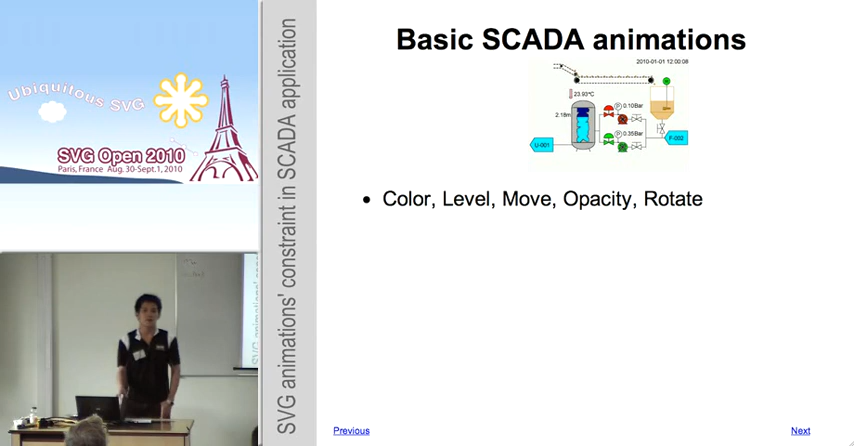 Ubiquitous SVG
SVG Open 2010
Paris, France Aug. 30-Sept.1, 2010
SVG animations' constraint in SCADA application
Basic SCADA animations
2010-01-01 12:00:08
23.93°C
0.10Bar
2.18m
0.35Bar
U-001
F-002
• Color, Level, Move, Opacity, Rotate
Previous
Next